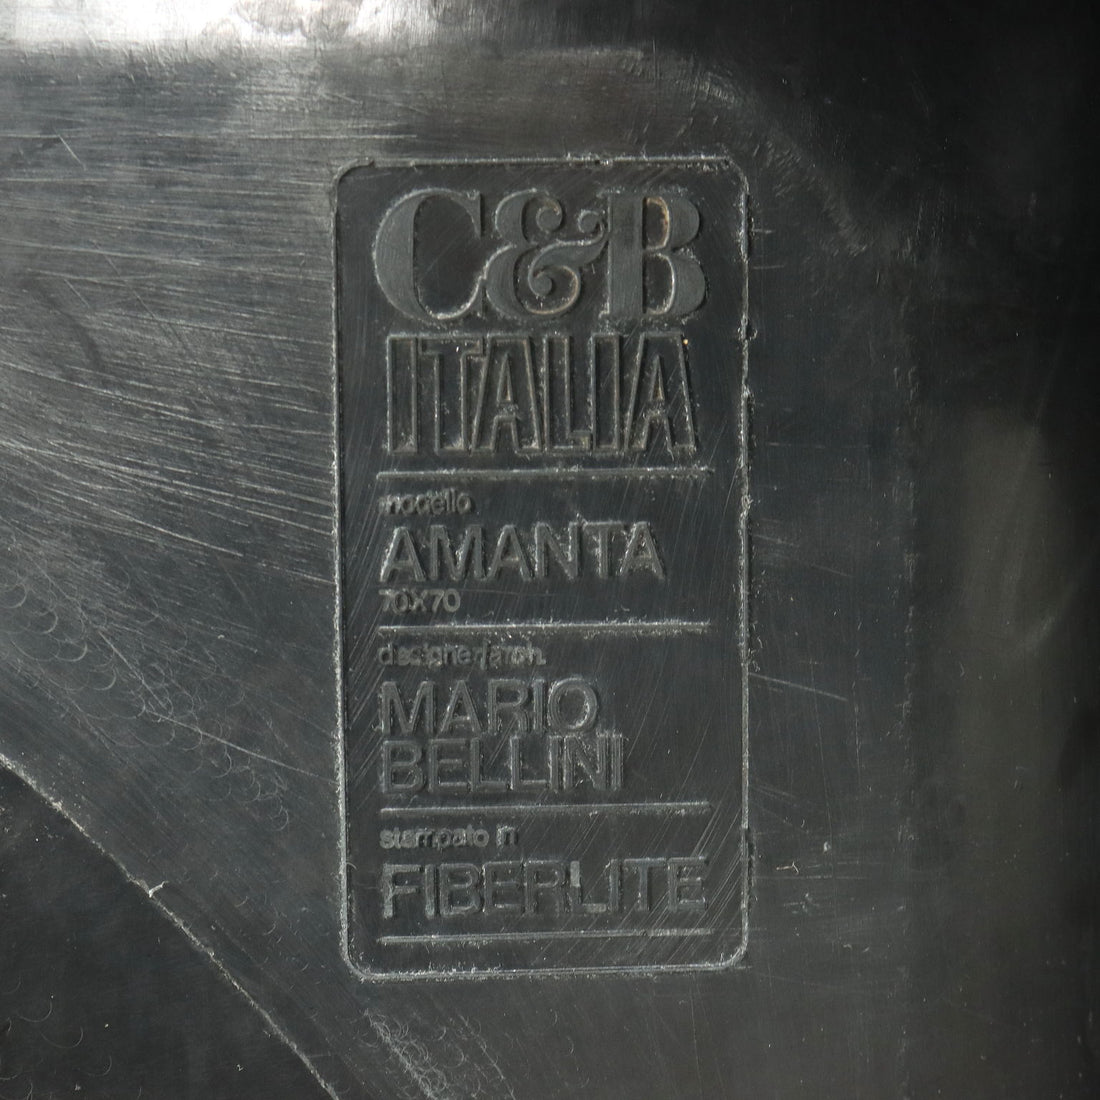 C&B
ITALIA
modello
AMANTA
70X70
designer/arch.
MARIO
BELLINI
stampato in
FIBERLITE